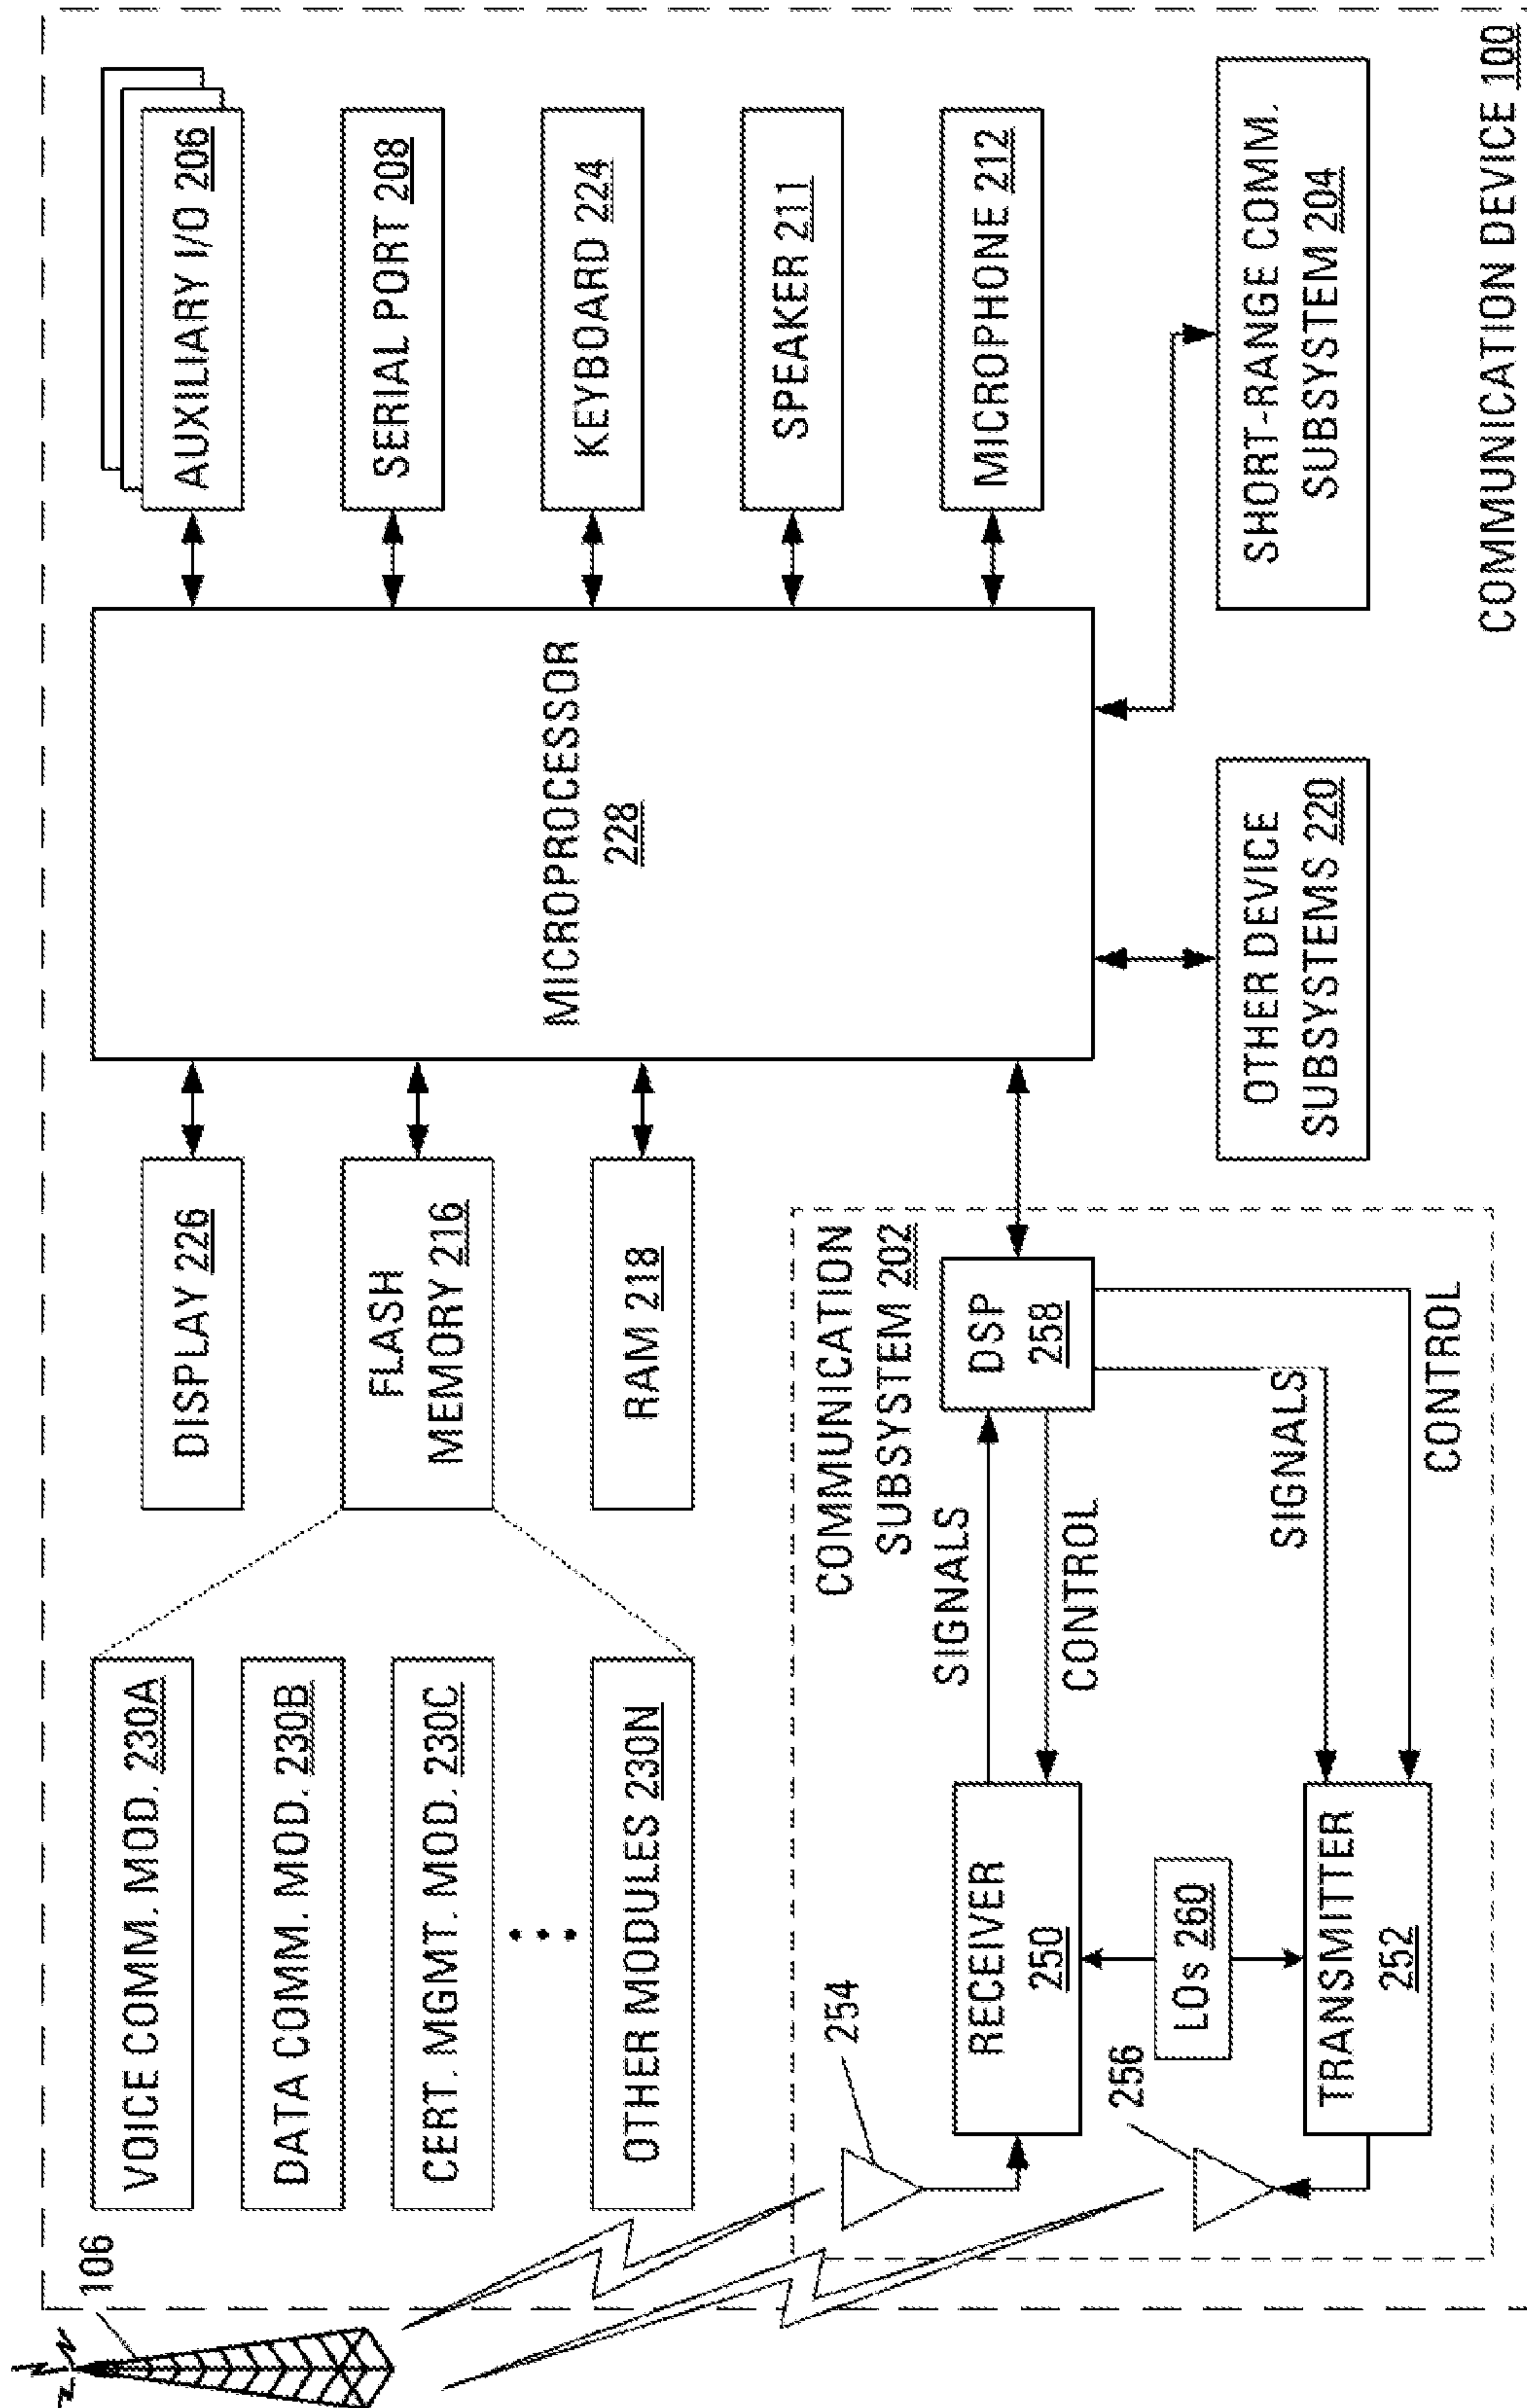 106
VOICE COMM. MOD. 230A
DATA COMM. MOD. 230B
CERT. MGMT. MOD. 230C
OTHER MODULES 230N
DISPLAY 226
FLASH
MEMORY 216
RAM 218
MICROPROCESSOR
228
AUXILIARY I/O 206
SERIAL PORT 208
KEYBOARD 224
SPEAKER 211
MICROPHONE 212
COMMUNICATION
SUBSYSTEM 202
254
RECEIVER
250
SIGNALS
CONTROL
DSP
258
256
LOs 260
TRANSMITTER
252
SIGNALS
CONTROL
OTHER DEVICE
SUBSYSTEMS 220
SHORT-RANGE COMM.
SUBSYSTEM 204
COMMUNICATION DEVICE 100